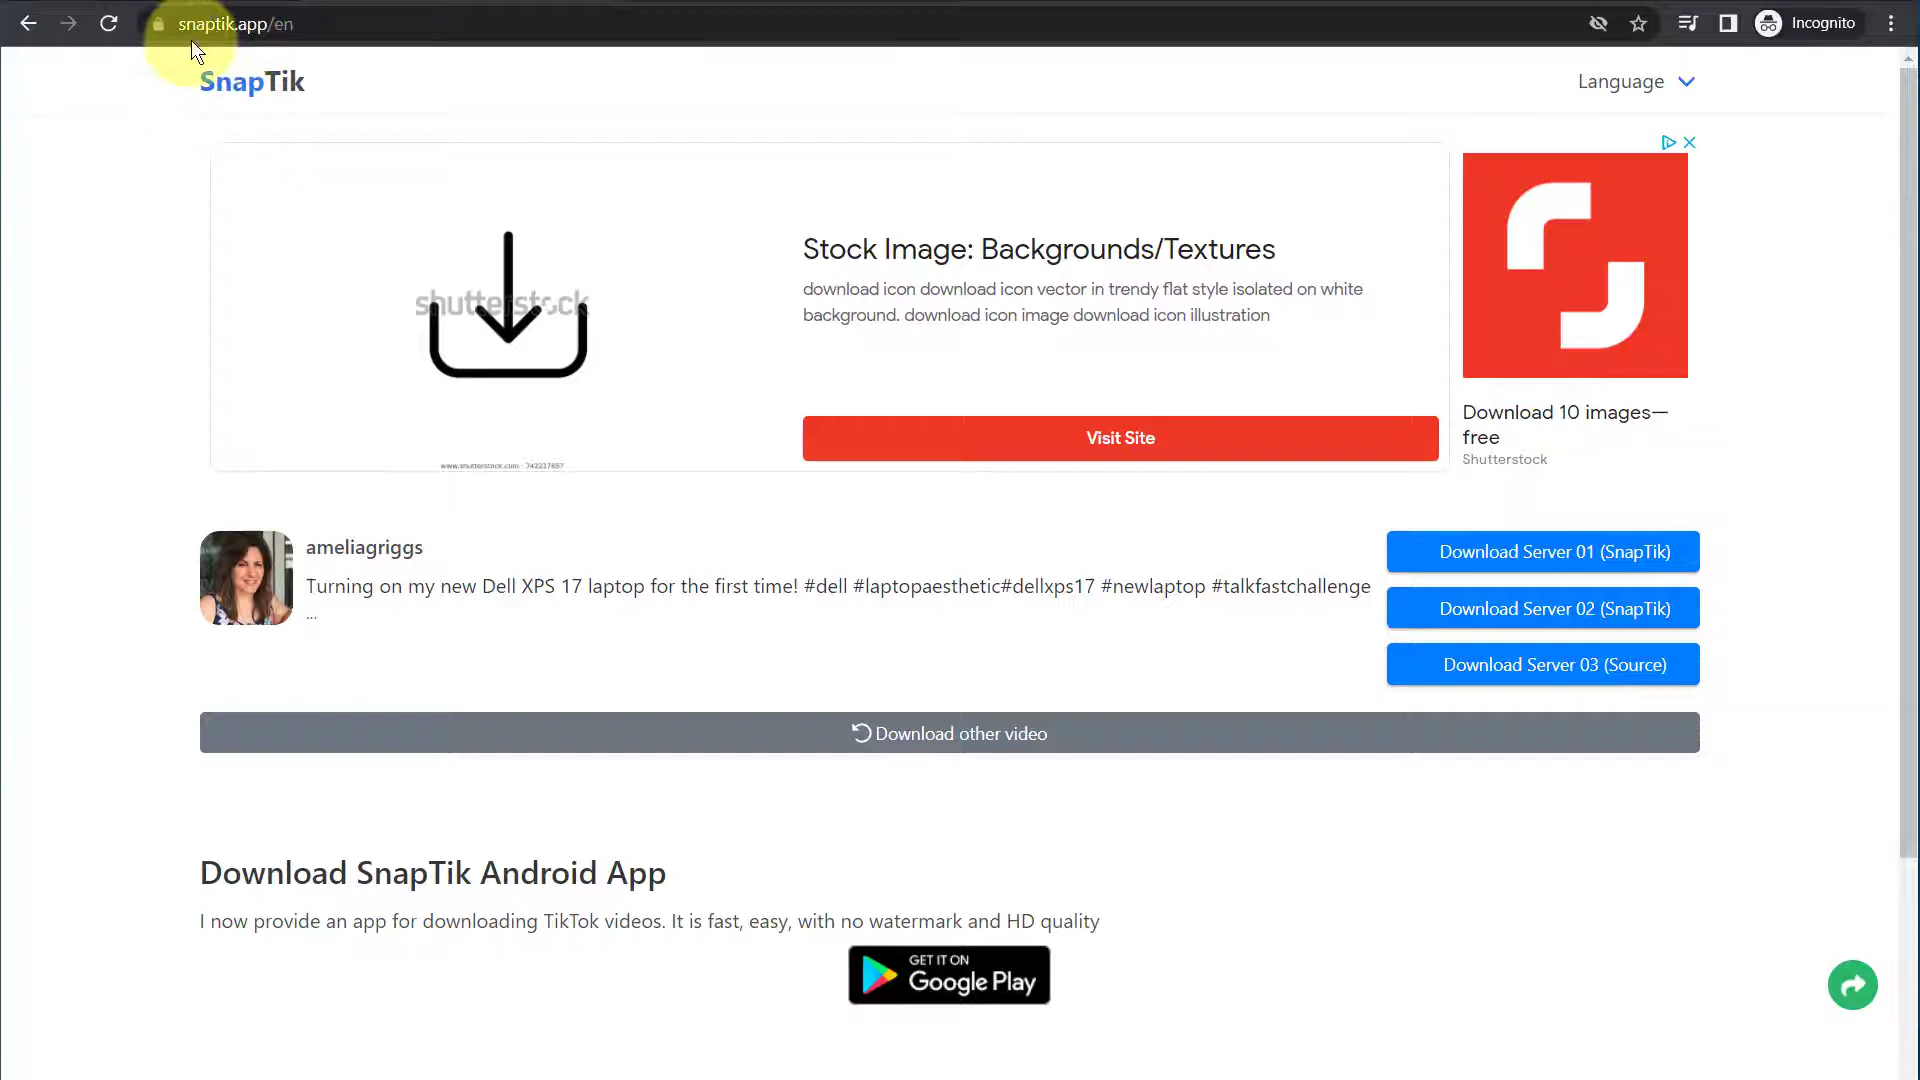 snaptik.app/en
Incognito
SnapTik
Language
shutterstock
www.shutterstock.com · 742237857
Stock Image: Backgrounds/Textures
download icon download icon vector in trendy flat style isolated on white
background. download icon image download icon illustration
Visit Site
Download 10 images—
free
Shutterstock
ameliagriggs
Turning on my new Dell XPS 17 laptop for the first time! #dell #laptopaesthetic#dellxps17 #newlaptop #talkfastchallenge
...
Download Server 01 (SnapTik)
Download Server 02 (SnapTik)
Download Server 03 (Source)
Download other video
Download SnapTik Android App
I now provide an app for downloading TikTok videos. It is fast, easy, with no watermark and HD quality
GET IT ON
Google Play